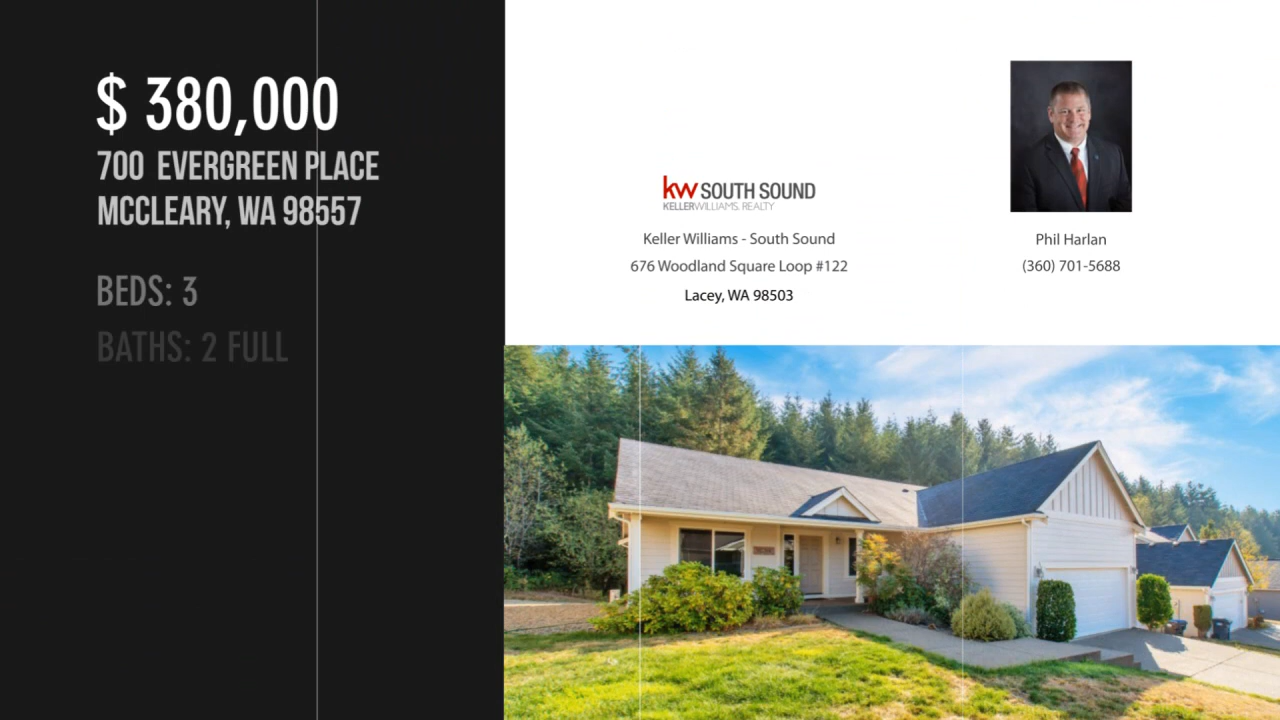 $ 380,000
700 EVERGREEN PLACE
MCCLEARY, WA 98557
BEDS: 3
BATHS: 2 FULL
kw SOUTH SOUND
KELLERWILLIAMS. REALTY
Keller Williams - South Sound
676 Woodland Square Loop #122
Lacey, WA 98503
Phil Harlan
(360) 701-5688